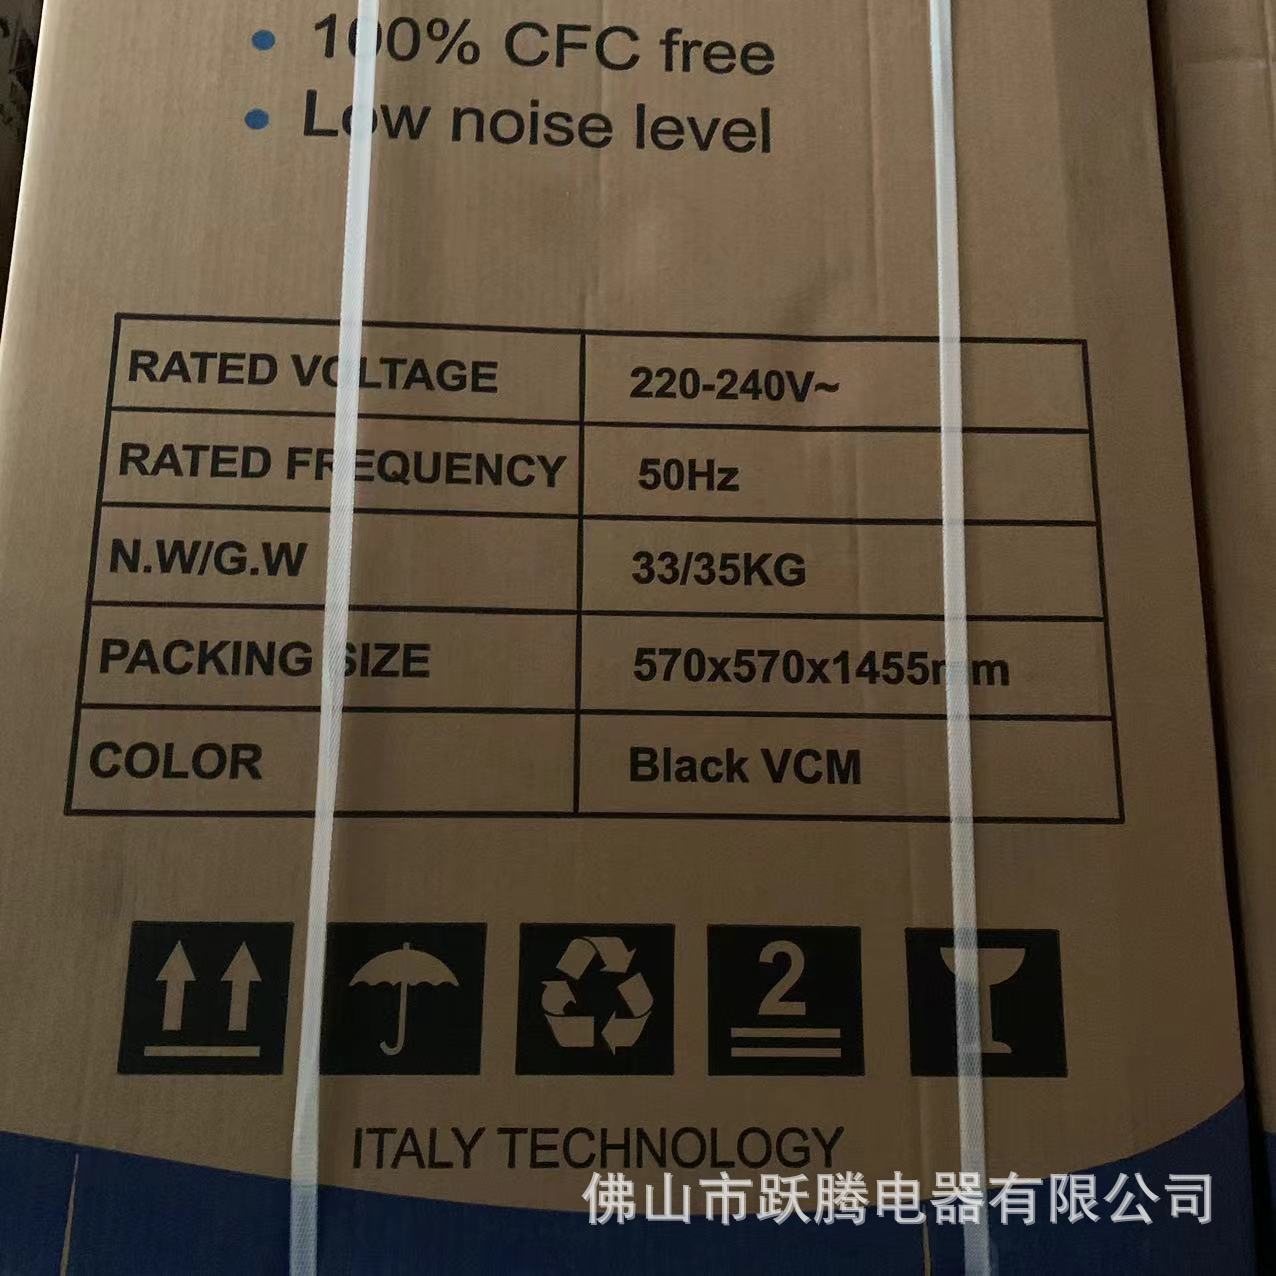 100% CFC free
Low noise level
RATED VOLTAGE 220-240V~
RATED FREQUENCY 50Hz
N.W/G.W 33/35KG
PACKING SIZE 570x570x1455mm
COLOR Black VCM
2
ITALY TECHNOLOGY
佛山市跃腾电器有限公司